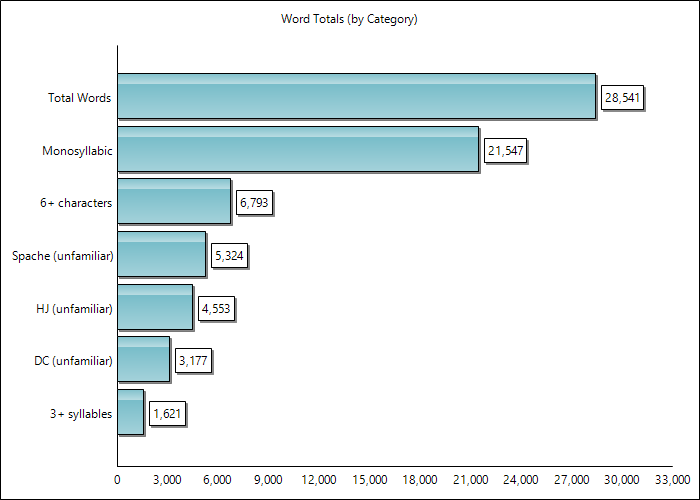 Word Totals (by Category)
Total Words 28,541
Monosyllabic 21,547
6+ characters 6,793
Spache (unfamiliar) 5,324
HJ (unfamiliar) 4,553
DC (unfamiliar) 3,177
3+ syllables 1,621
0 3,000 6,000 9,000 12,000 15,000 18,000 21,000 24,000 27,000 30,000 33,000